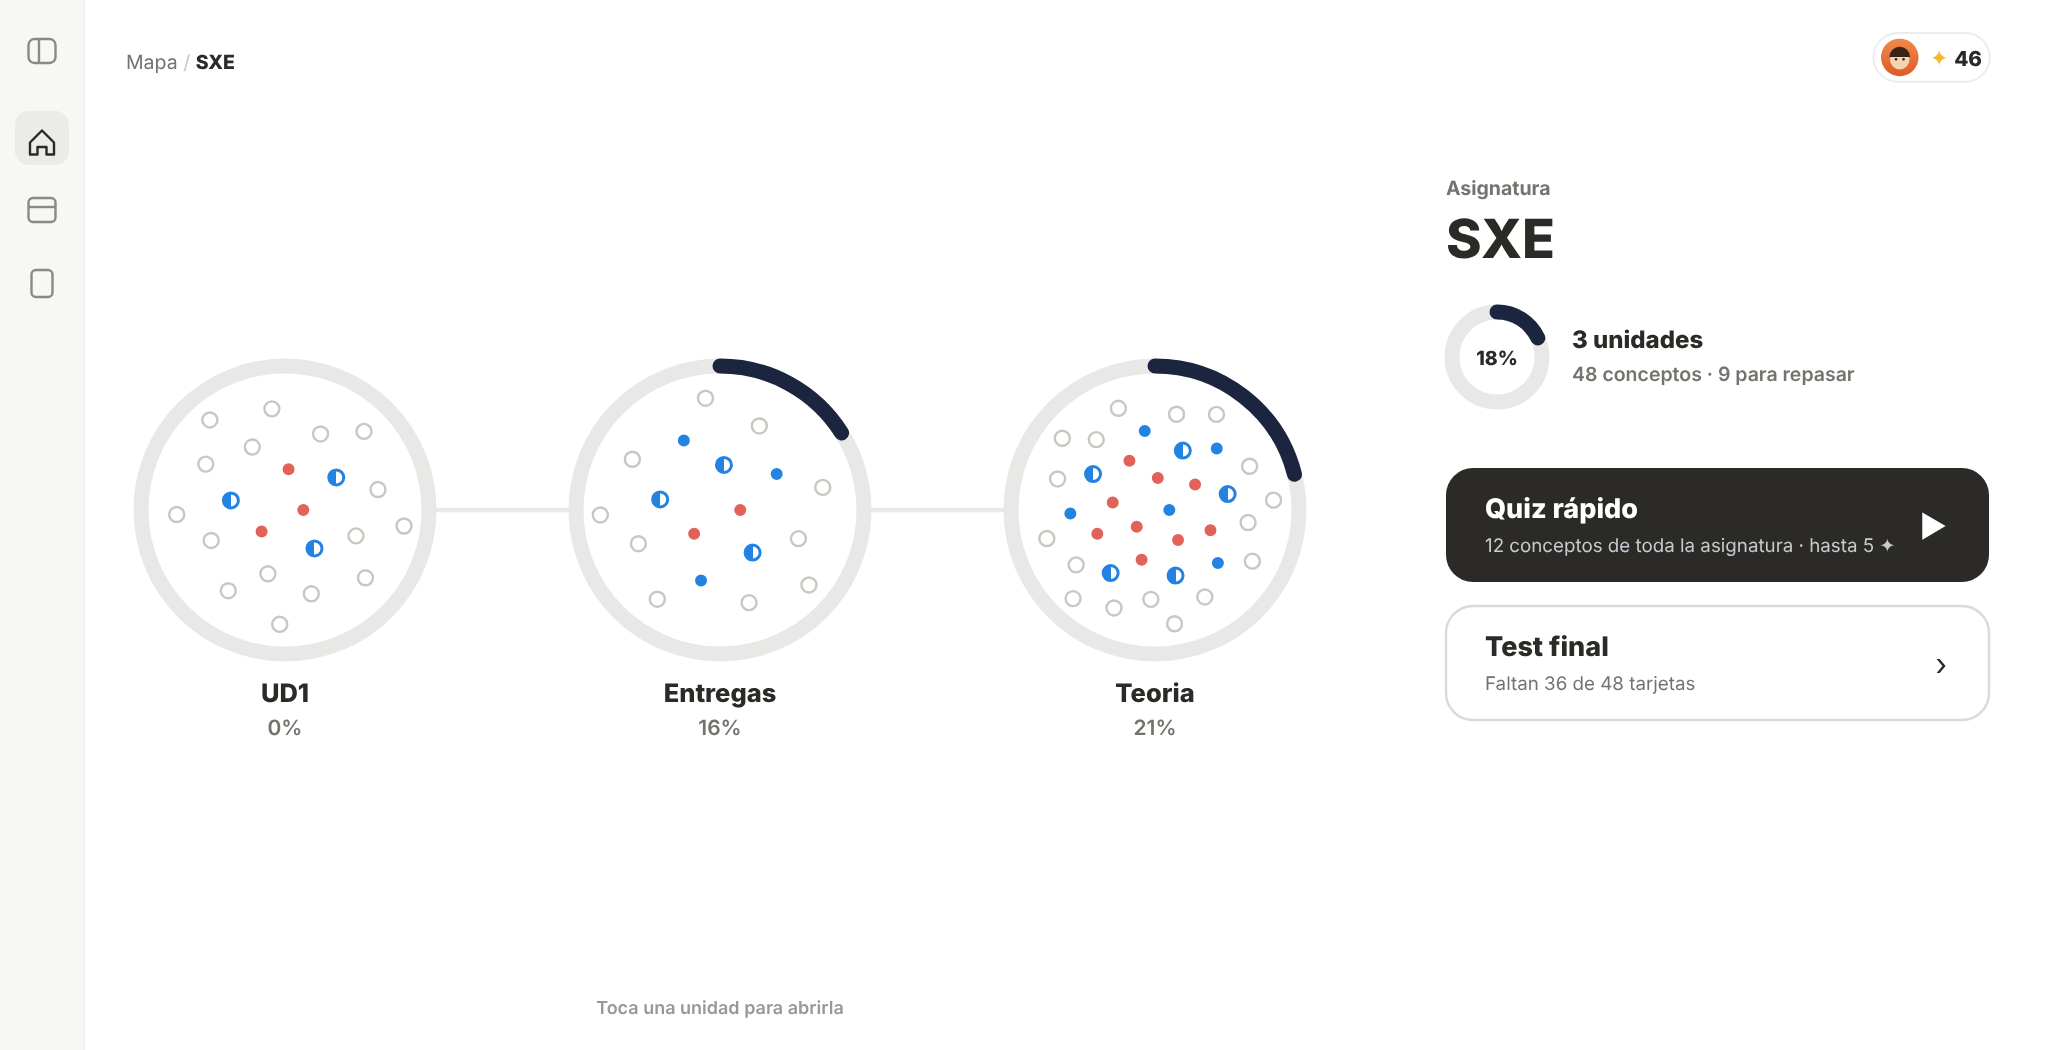 Mapa / SXE
✦ 46
Asignatura
SXE
18%
3 unidades
48 conceptos · 9 para repasar
Quiz rápido
12 conceptos de toda la asignatura · hasta 5 ✦
Test final
Faltan 36 de 48 tarjetas
UD1
0%
Entregas
16%
Teoria
21%
Toca una unidad para abrirla